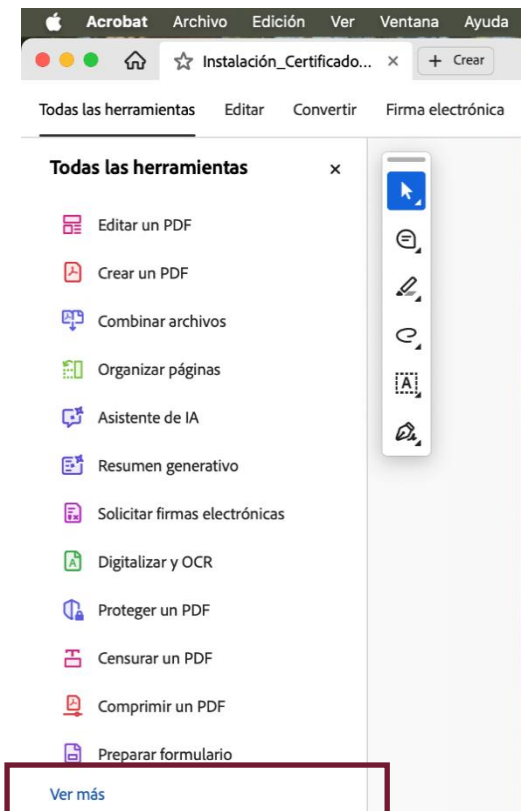 Acrobat Archivo Edición Ver Ventana Ayuda
Instalación_Certificado... × + Crear
Todas las herramientas Editar Convertir Firma electrónica
Todas las herramientas ×
Editar un PDF
Crear un PDF
Combinar archivos
Organizar páginas
Asistente de IA
Resumen generativo
Solicitar firmas electrónicas
Digitalizar y OCR
Proteger un PDF
Censurar un PDF
Comprimir un PDF
Preparar formulario
Ver más